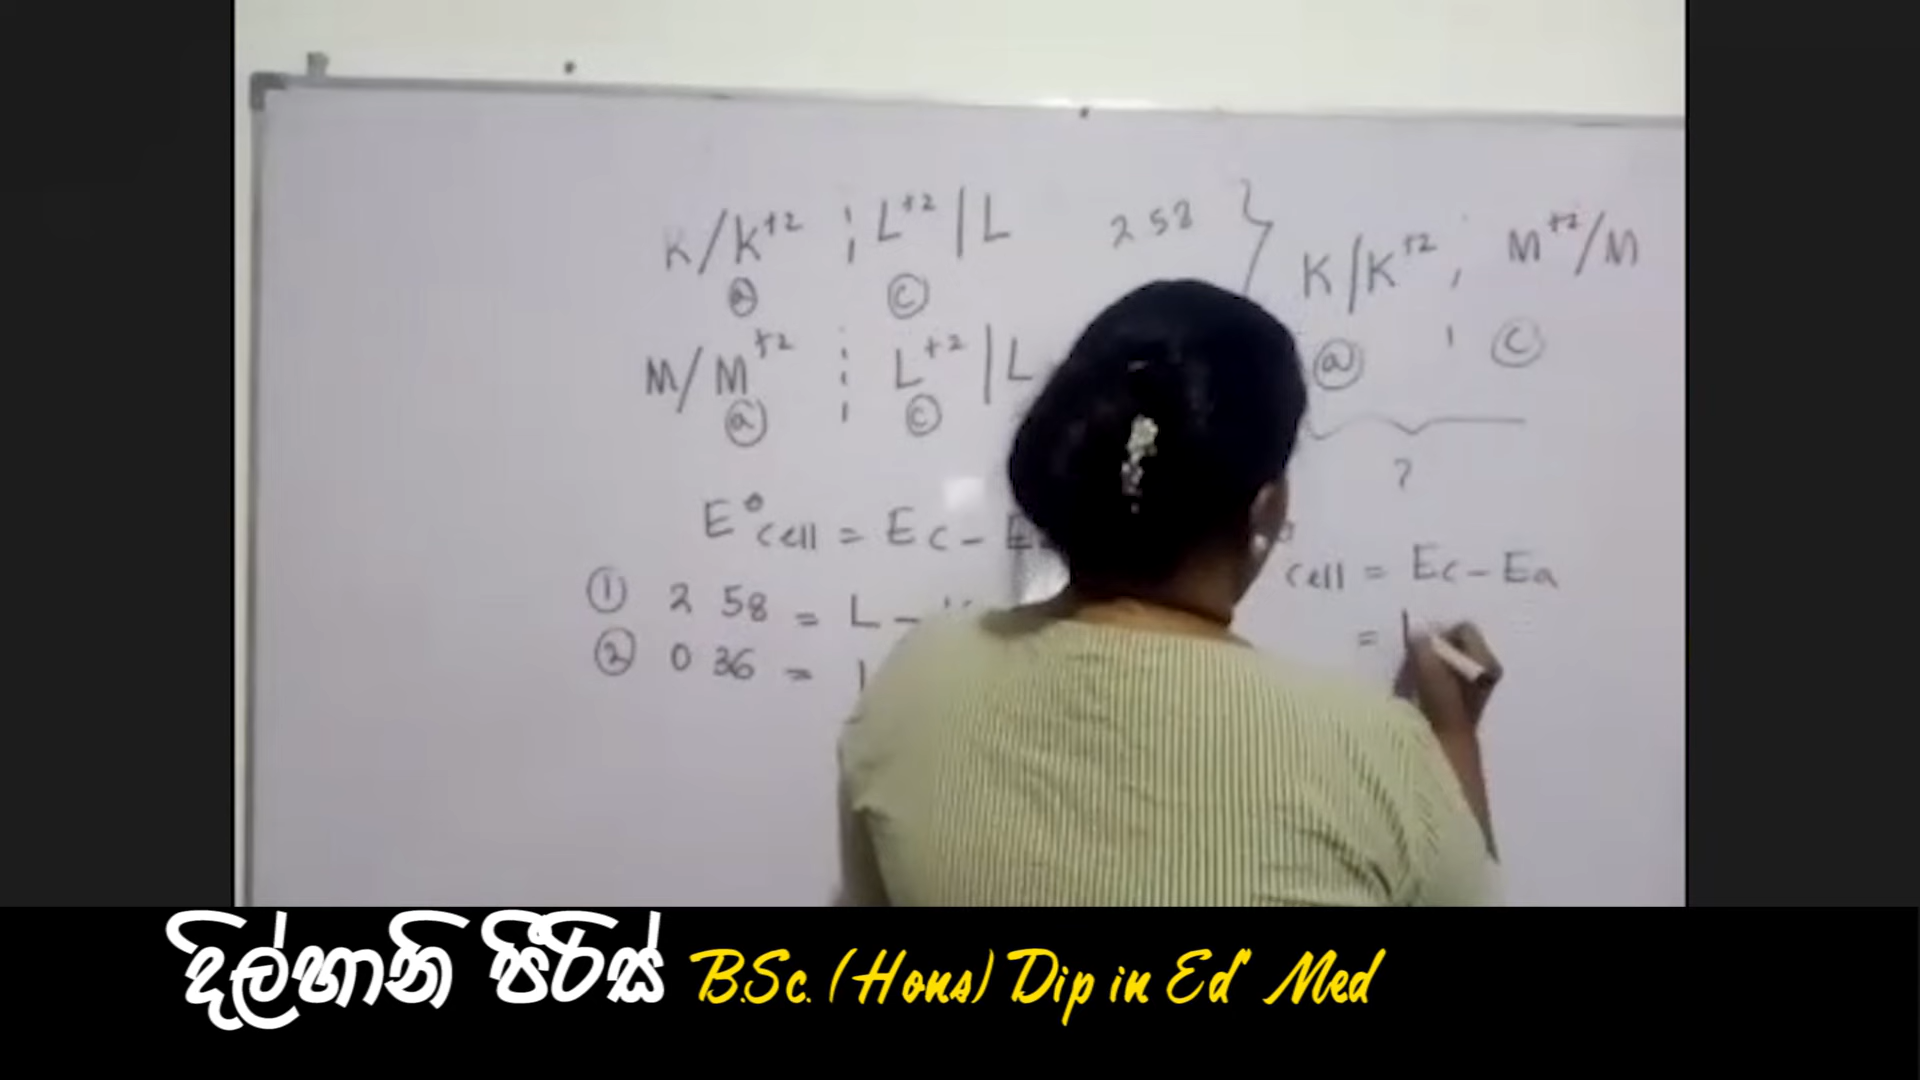 K/K+2 ¦ L+2|L 2 58 } K/K+2 ¦ M+2/M
ⓐ ⓒ ⓐ ⓒ
M/M+2 ¦ L+2|L
ⓐ ⓒ
?
E°cell = Ec - E
cell = Ec - Ea
① 2 58 = L -
=
② 0 36 =
දිල්හානි පීරිස් B.Sc. (Hons) Dip in Ed Med